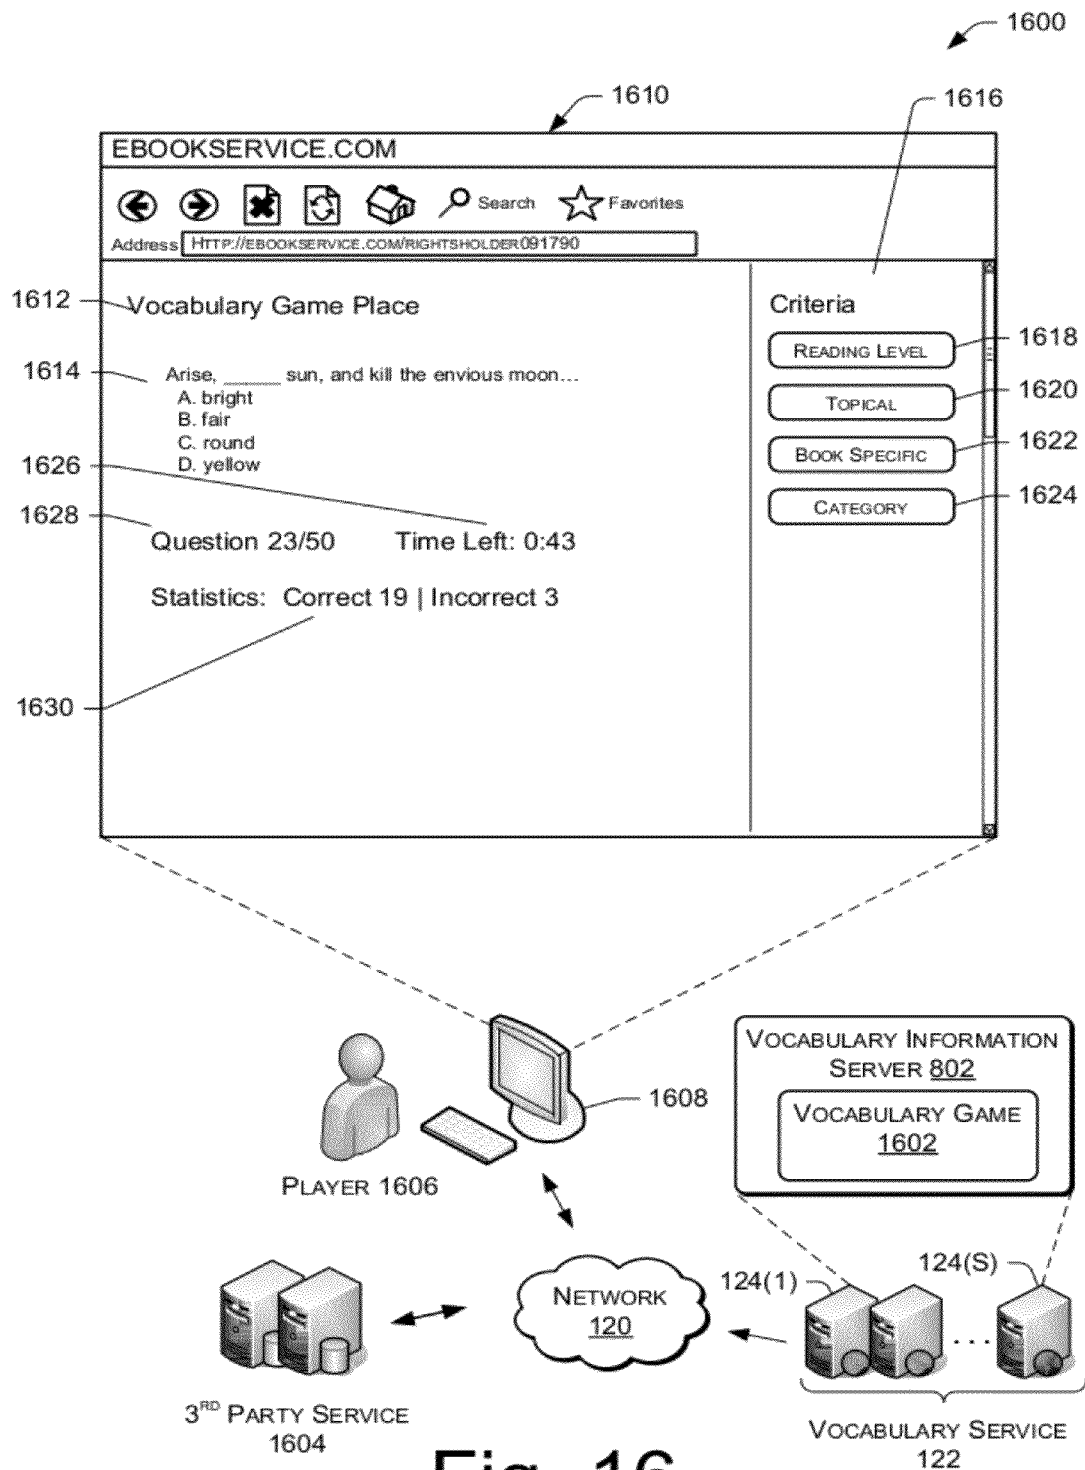 1600
1610
1616
EBOOKSERVICE.COM
Search
Favorites
Address HTTP://EBOOKSERVICE.COM/RIGHTSHOLDER091790
1612
Vocabulary Game Place
Criteria
READING LEVEL
1618
1614
Arise, _____ sun, and kill the envious moon...
A. bright
B. fair
C. round
D. yellow
TOPICAL
1620
BOOK SPECIFIC
1622
1626
CATEGORY
1624
1628
Question 23/50 Time Left: 0:43
Statistics: Correct 19 | Incorrect 3
1630
VOCABULARY INFORMATION
SERVER 802
VOCABULARY GAME
1602
1608
PLAYER 1606
124(1)
124(S)
NETWORK
120
...
3RD PARTY SERVICE
1604
VOCABULARY SERVICE
122
Fig. 16